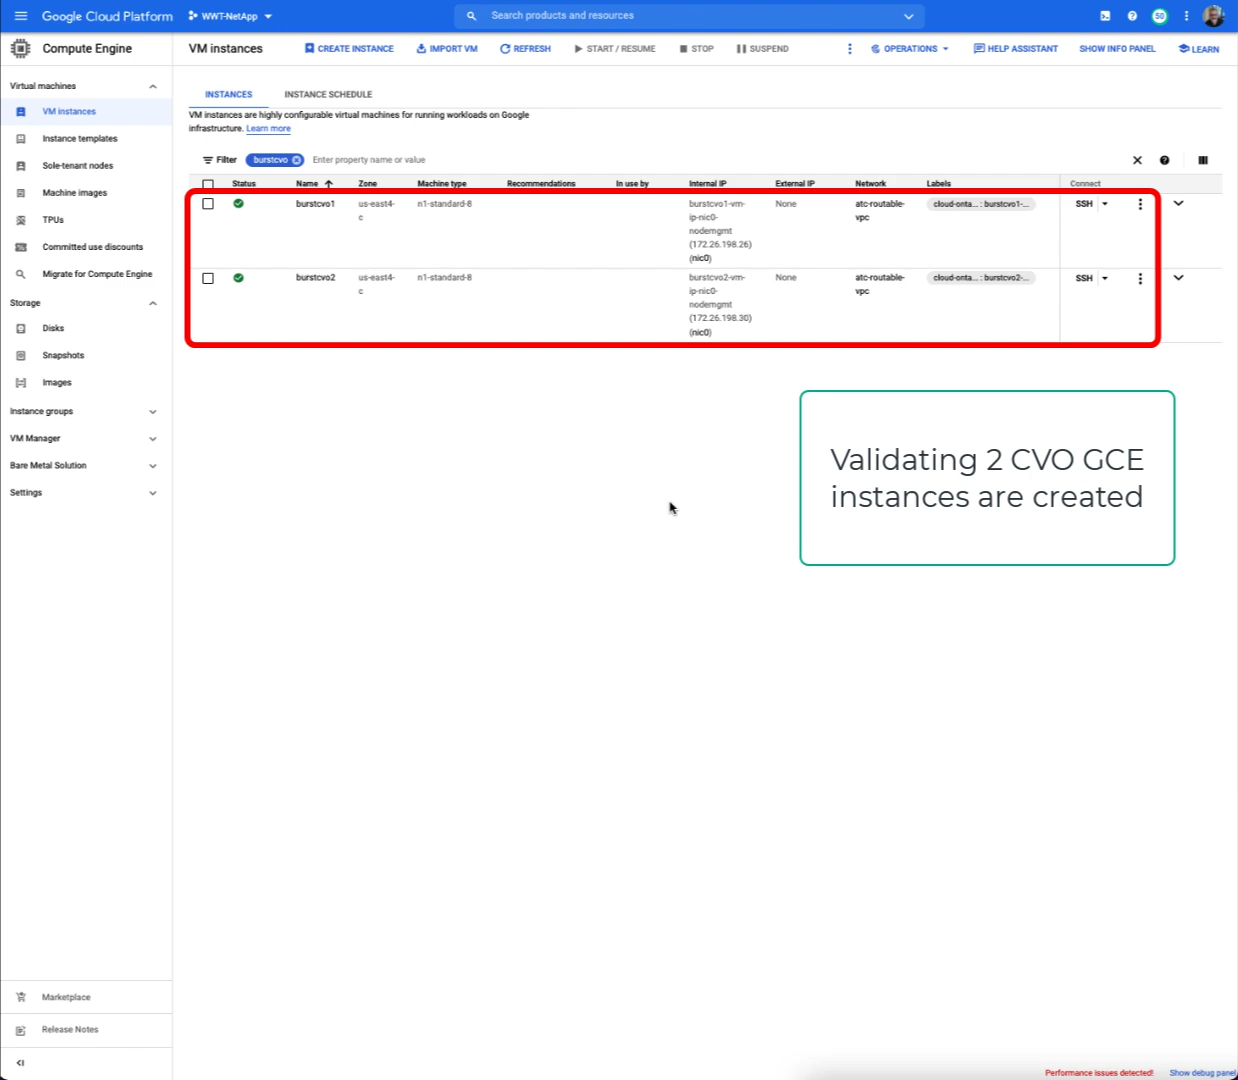 Google Cloud Platform
WWT-NetApp
Search products and resources
50
Compute Engine
VM instances
CREATE INSTANCE
IMPORT VM
REFRESH
START / RESUME
STOP
SUSPEND
OPERATIONS
HELP ASSISTANT
SHOW INFO PANEL
LEARN
Virtual machines
VM instances
Instance templates
Sole-tenant nodes
Machine images
TPUs
Committed use discounts
Migrate for Compute Engine
Storage
Disks
Snapshots
Images
Instance groups
VM Manager
Bare Metal Solution
Settings
Marketplace
Release Notes
INSTANCES
INSTANCE SCHEDULE
VM instances are highly configurable virtual machines for running workloads on Google
infrastructure. Learn more
Filter burstcvo Enter property name or value
Status Name Zone Machine type Recommendations In use by Internal IP External IP Network Labels Connect
burstcvo1 us-east4- n1-standard-8 burstcvo1-vm- None atc-routable- cloud-onta... : burstcvo1-... SSH
c ip-nic0- vpc
nodemgmt
(172.26.198.26)
(nic0)
burstcvo2 us-east4- n1-standard-8 burstcvo2-vm- None atc-routable- cloud-onta... : burstcvo2-... SSH
c ip-nic0- vpc
nodemgmt
(172.26.198.30)
(nic0)
Validating 2 CVO GCE
instances are created
Performance issues detected! Show debug panel